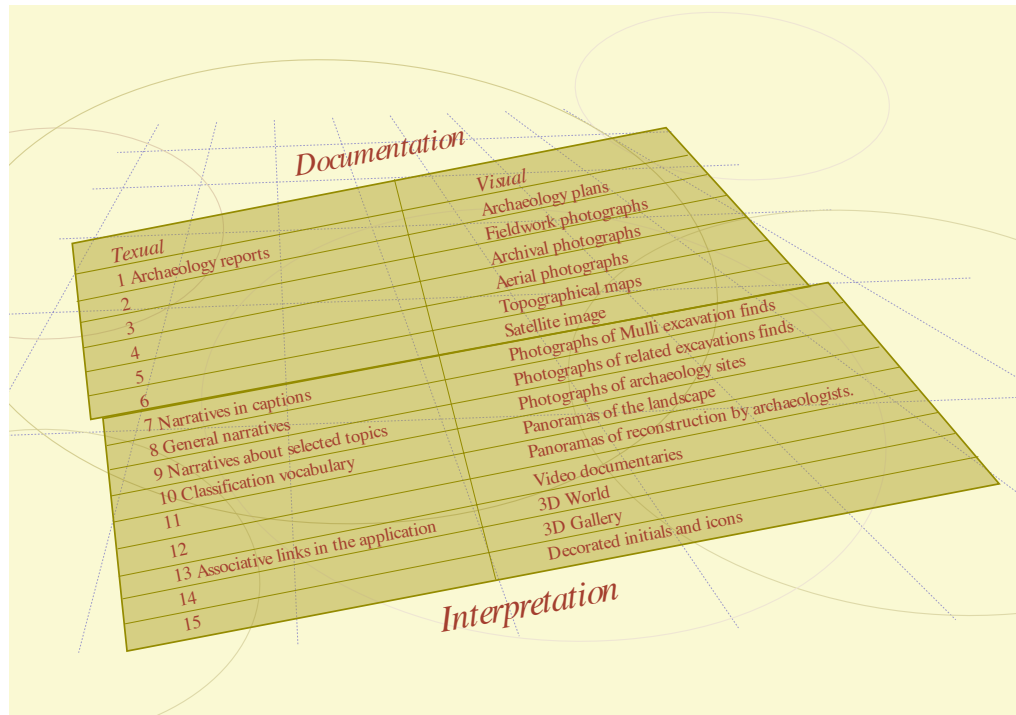 Documentation
Texual Visual
1 Archaeology reports Archaeology plans
2 Fieldwork photographs
3 Archival photographs
4 Aerial photographs
5 Topographical maps
6 Satellite image
7 Narratives in captions Photographs of Mulli excavation finds
8 General narratives Photographs of related excavations finds
9 Narratives about selected topics Photographs of archaeology sites
10 Classification vocabulary Panoramas of the landscape
11 Panoramas of reconstruction by archaeologists.
12 Video documentaries
13 Associative links in the application 3D World
14 3D Gallery
15 Decorated initials and icons
Interpretation